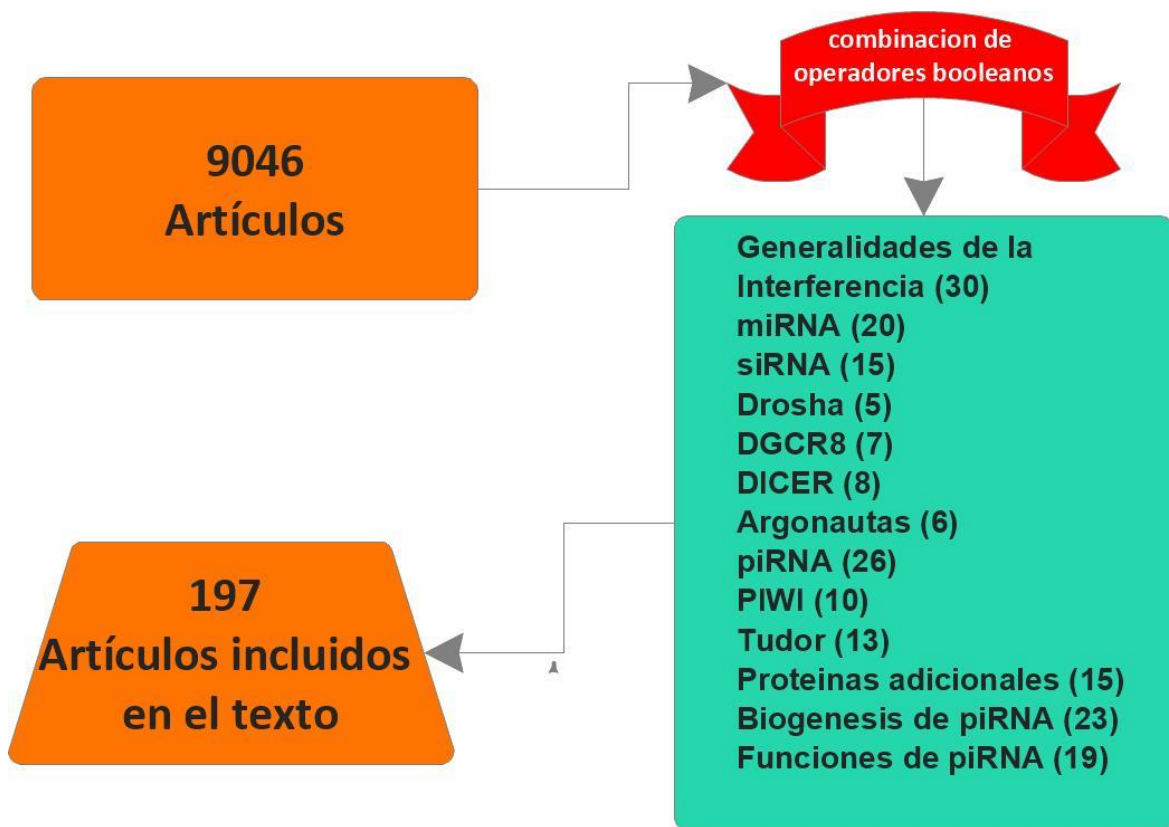 9046
Artículos
combinacion de
operadores booleanos
Generalidades de la
Interferencia (30)
miRNA (20)
siRNA (15)
Drosha (5)
DGCR8 (7)
DICER (8)
Argonautas (6)
piRNA (26)
PIWI (10)
Tudor (13)
Proteinas adicionales (15)
Biogenesis de piRNA (23)
Funciones de piRNA (19)
197
Artículos incluidos
en el texto